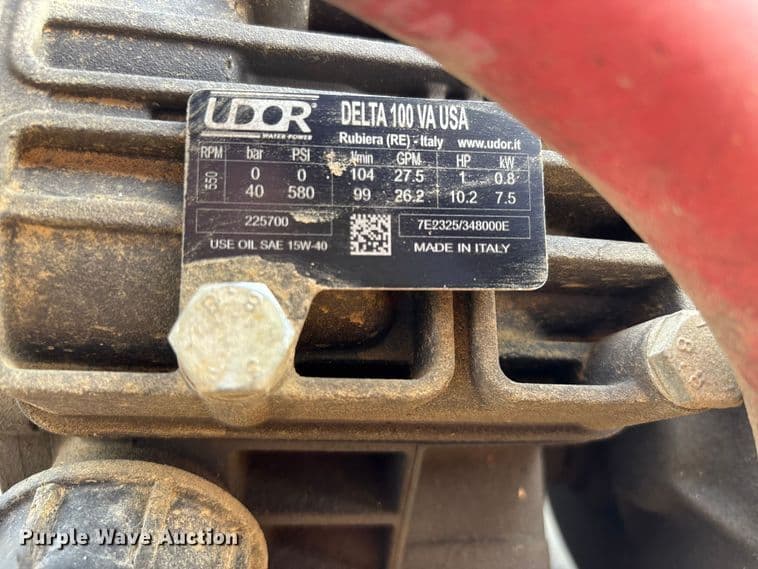 UDOR®
WATER POWER
DELTA 100 VA USA
Rubiera (RE) - Italy www.udor.it
RPM bar PSI l/min GPM HP kW
550 0 0 104 27.5 1 0.8
40 580 99 26.2 10.2 7.5
225700 7E2325/348000E
USE OIL SAE 15W-40 MADE IN ITALY
8 8
Purple Wave Auction